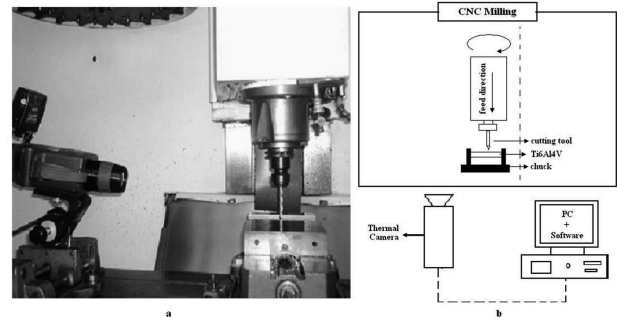 CNC Milling
feed direction
cutting tool
Ti6Al4V
chuck
Thermal
Camera
PC
+
Software
a
b